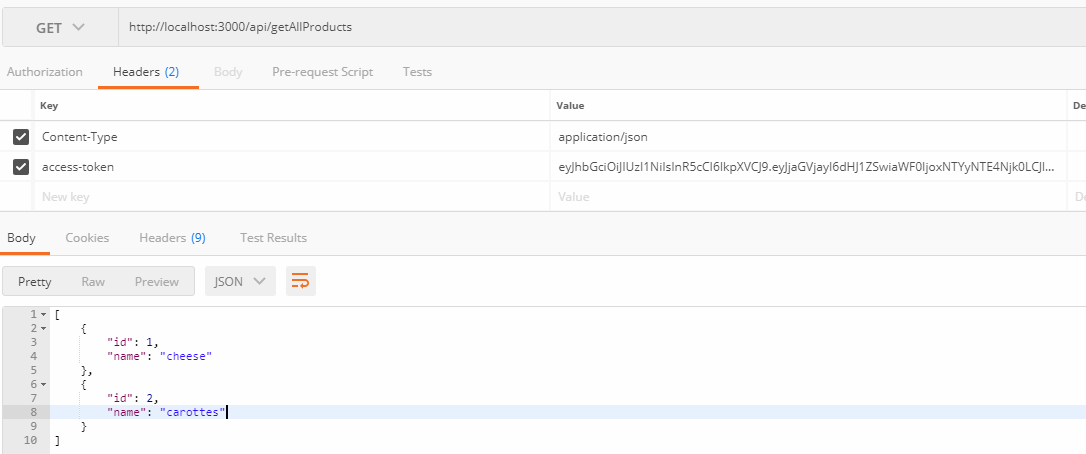 GET http://localhost:3000/api/getAllProducts
Authorization Headers (2) Body Pre-request Script Tests
Key Value De
Content-Type application/json
access-token eyJhbGciOiJIUzI1NiIsInR5cCI6IkpXVCJ9.eyJjaGVjayI6dHJ1ZSwiaWF0IjoxNTYyNTE4Njk0LCJl...
New key Value De
Body Cookies Headers (9) Test Results
Pretty Raw Preview JSON
1 [
2 {
3 "id": 1,
4 "name": "cheese"
5 },
6 {
7 "id": 2,
8 "name": "carottes"
9 }
10 ]